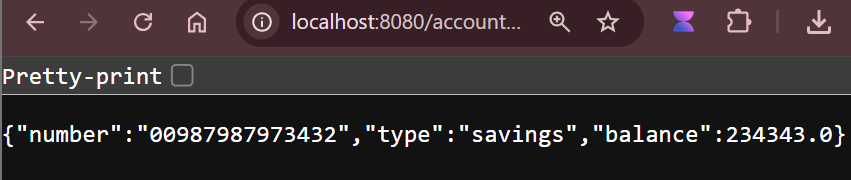 localhost:8080/account...
Pretty-print
{"number":"00987987973432","type":"savings","balance":234343.0}